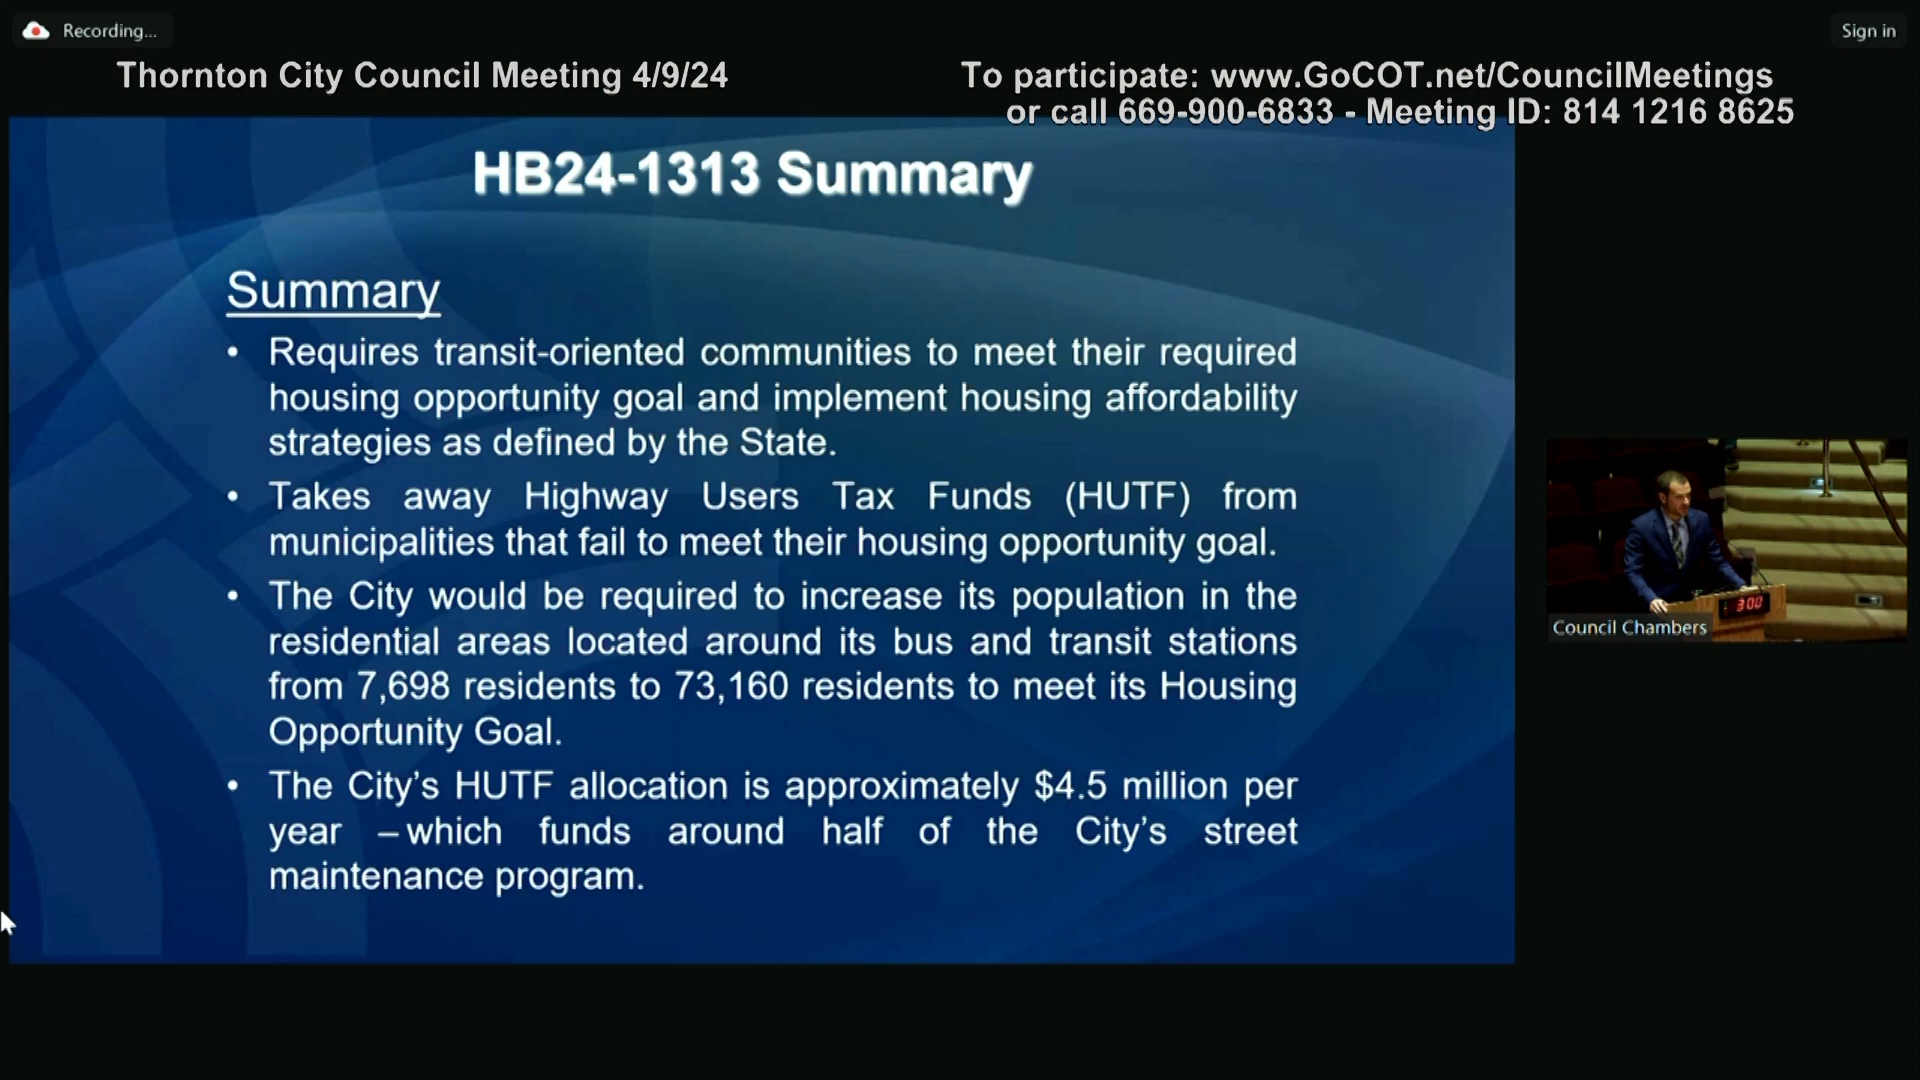 Recording...
Sign in
Thornton City Council Meeting 4/9/24
To participate: www.GoCOT.net/CouncilMeetings
or call 669-900-6833 - Meeting ID: 814 1216 8625
HB24-1313 Summary
Summary
• Requires transit-oriented communities to meet their required
housing opportunity goal and implement housing affordability
strategies as defined by the State.
• Takes away Highway Users Tax Funds (HUTF) from
municipalities that fail to meet their housing opportunity goal.
• The City would be required to increase its population in the
residential areas located around its bus and transit stations
from 7,698 residents to 73,160 residents to meet its Housing
Opportunity Goal.
• The City's HUTF allocation is approximately $4.5 million per
year – which funds around half of the City's street
maintenance program.
3:00
Council Chambers